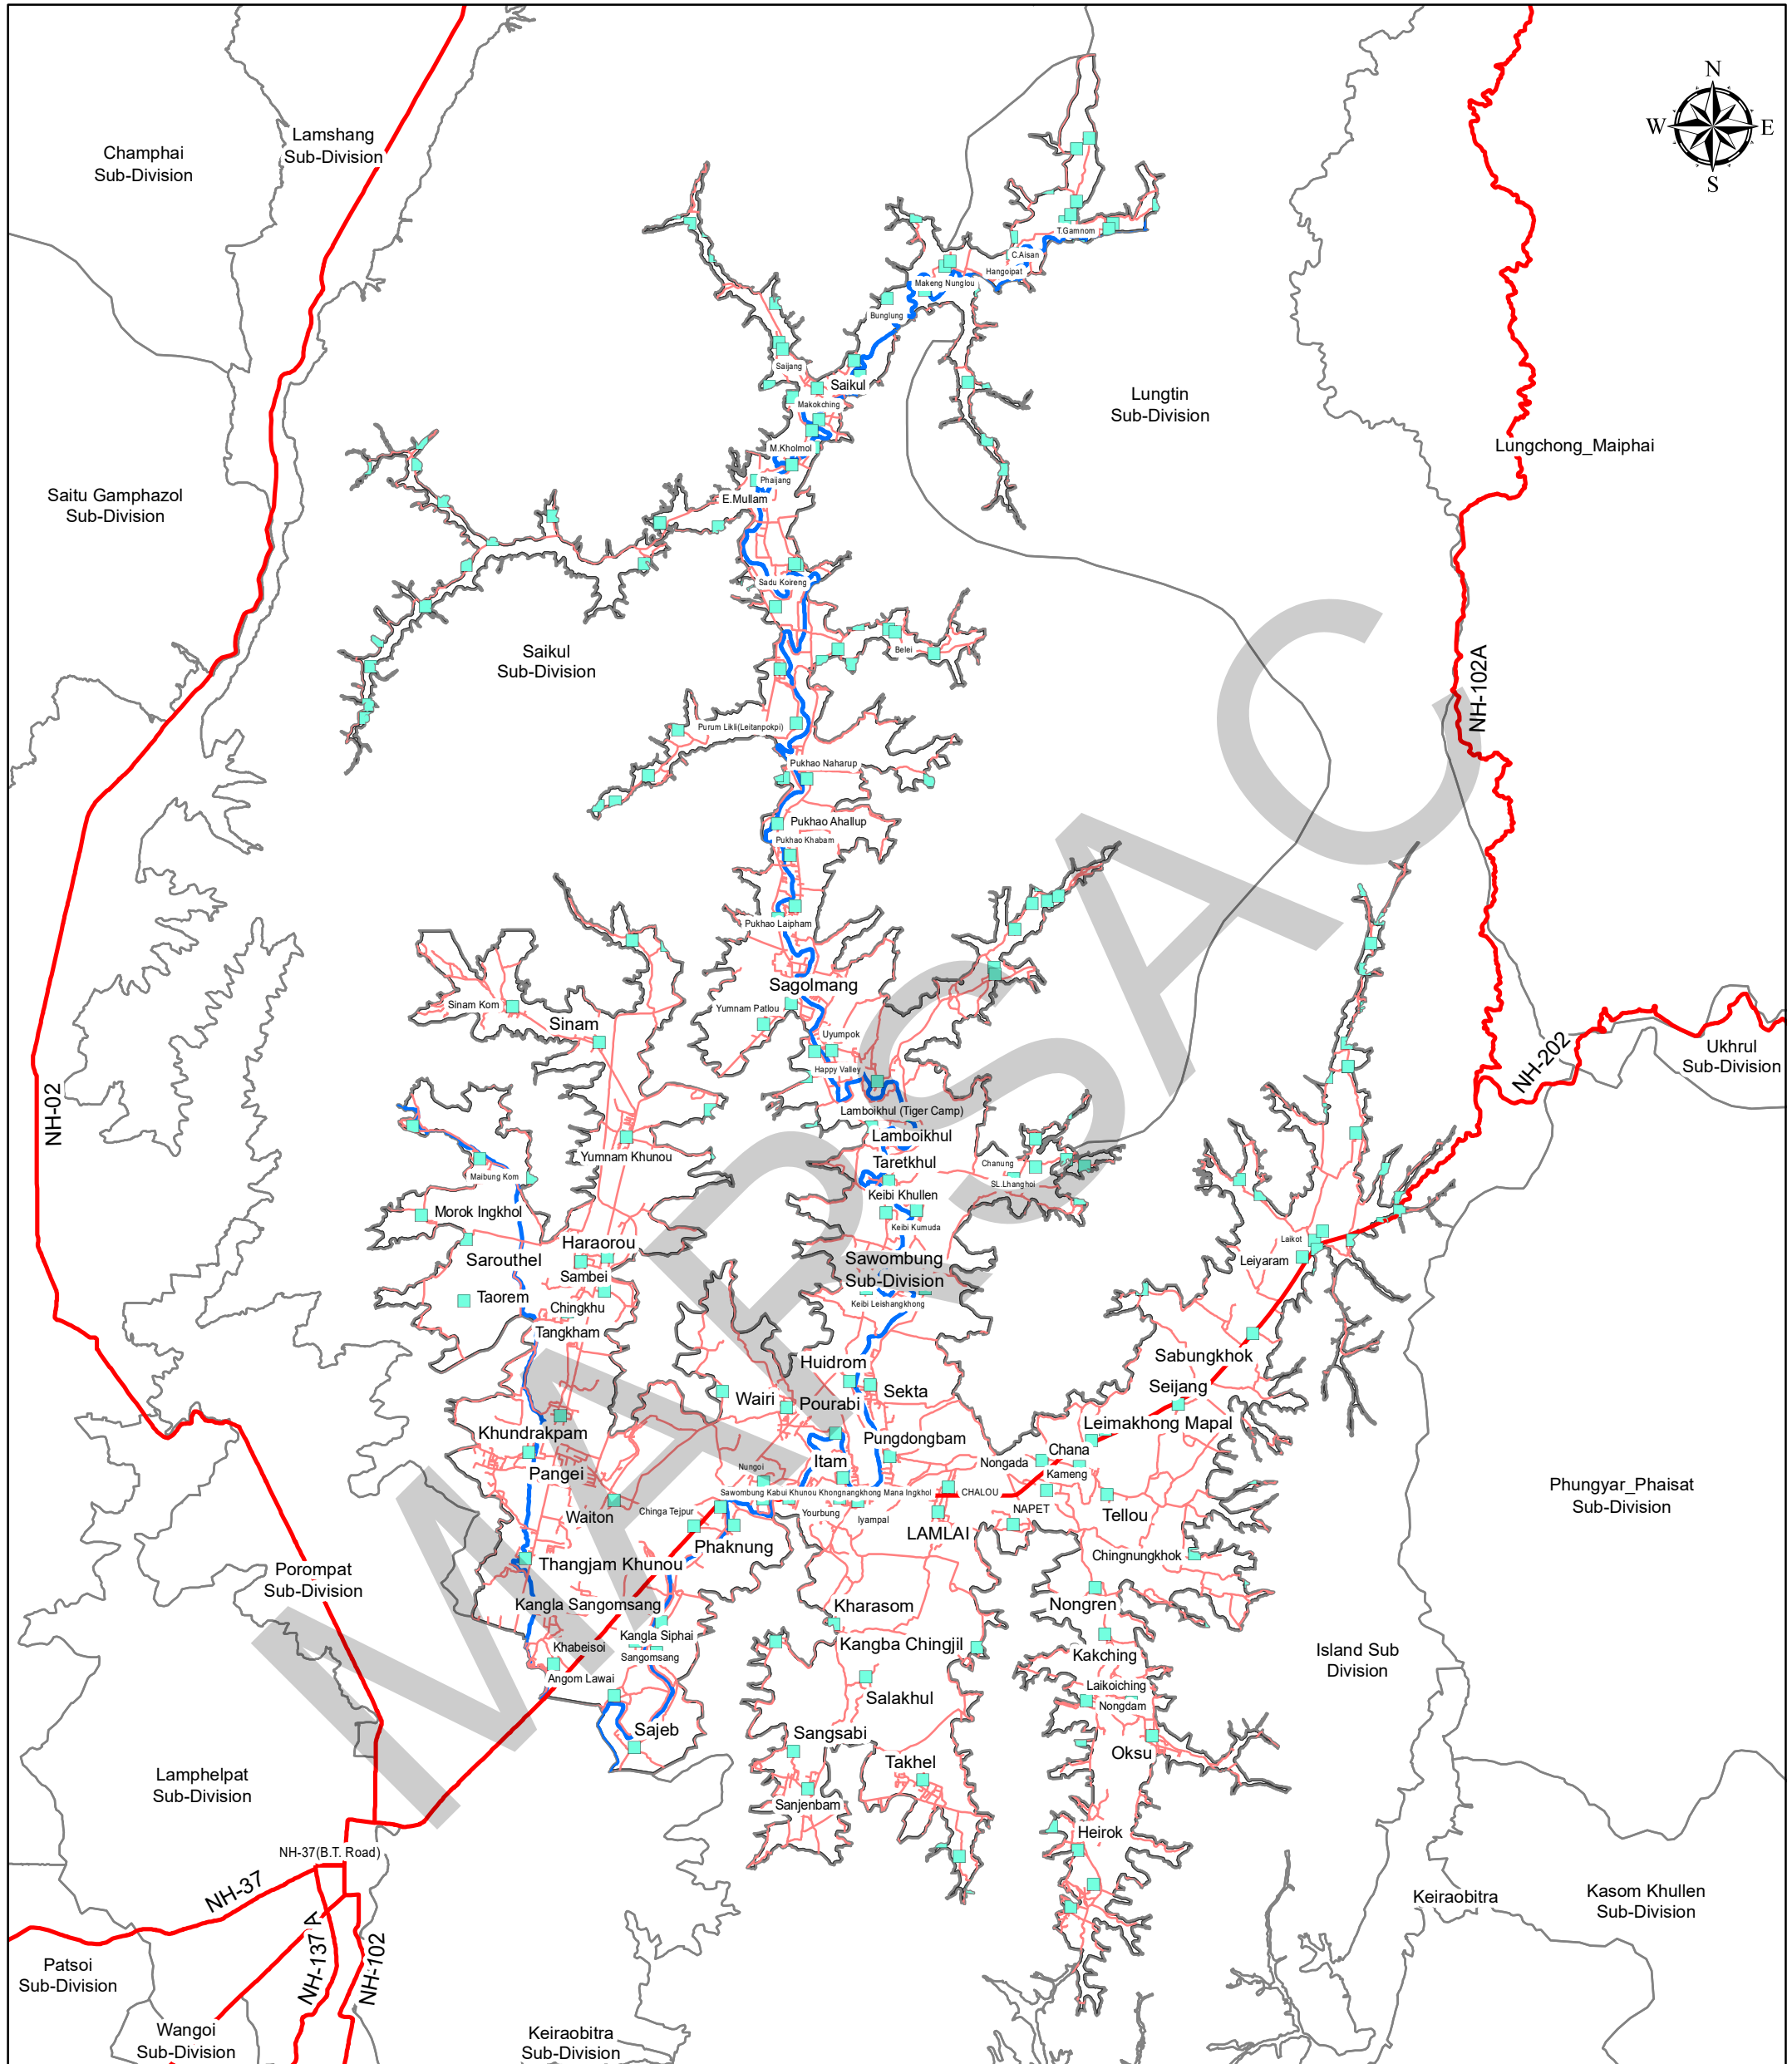 N
W
E
S
Champhai
Sub-Division
Lamshang
Sub-Division
T.Gamnom
C.Aisan
Hangoipat
Makeng Nunglou
Bunglung
Saijang
Saikul
Makokching
Lungtin
Sub-Division
Lungchong_Maiphai
M.Kholmol
Phaijang
E.Mullam
Saitu Gamphazol
Sub-Division
Sadu Koireng
Saikul
Sub-Division
Belei
NH-102A
Purum Likli(Leitanpokpi)
Pukhao Naharup
Pukhao Ahallup
Pukhao Khabam
Pukhao Laipham
Sagolmang
Sinam Kom
Sinam
Yumnam Patlou
Uyumpok
Happy Valley
NH-202
Ukhrul
Sub-Division
NH-02
Lamboikhul (Tiger Camp)
Lamboikhul
Yumnam Khunou
Taretkhul
Chanung
SL.Lhanghoi
Maibung Kom
Keibi Khullen
Morok Ingkhol
Keibi Kumuda
Haraorou
Laikot
Sarouthel
Sawombung
Sub-Division
Leiyaram
Sambei
Taorem
Chingkhu
Keibi Leishangkhong
Tangkham
Huidrom
Sabungkhok
Wairi
Pourabi
Sekta
Seijang
Leimakhong Mapal
Khundrakpam
Pungdongbam
Chana
Pangei
Nungoi
Itam
Nongada
Kameng
Sawombung Kabui Khunou Khongnangkhong Mana Ingkhol
CHALOU
Phungyar_Phaisat
Sub-Division
Waiton
Chinga Tejpur
Yourbung
Iyampal
NAPET
Tellou
LAMLAI
Phaknung
Chingnungkhok
Thangjam Khunou
Porompat
Sub-Division
Kangla Sangomsang
Kharasom
Nongren
Khabeisoi
Kangla Siphai
Sangomsang
Kangba Chingjil
Kakching
Island Sub
Division
Angom Lawai
Salakhul
Laikoiching
Nongdam
Sajeb
Sangsabi
Takhel
Oksu
Lamphelpat
Sub-Division
Sanjenbam
Heirok
NH-37(B.T. Road)
NH-37
Keiraobitra
Kasom Khullen
Sub-Division
NH-137 A
NH-102
Patsoi
Sub-Division
Wangoi
Sub-Division
Keiraobitra
Sub-Division
MARSAC